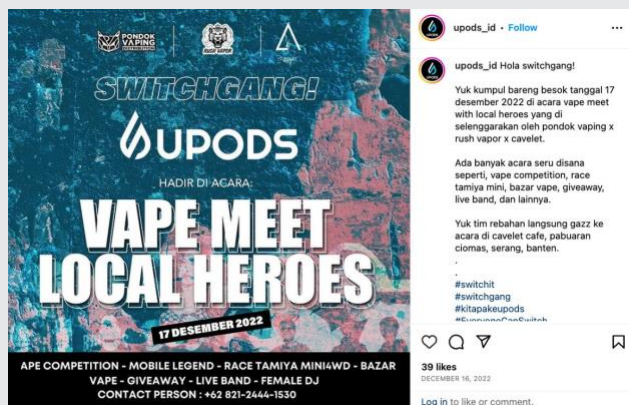 PONDOK
VAPING
DISTRIBUTION
RUSH VAPOR
SWITCHGANG!
UPODS
HADIR DI ACARA:
VAPE MEET
LOCAL HEROES
17 DESEMBER 2022
APE COMPETITION - MOBILE LEGEND - RACE TAMIYA MINI4WD - BAZAR
VAPE - GIVEAWAY - LIVE BAND - FEMALE DJ
CONTACT PERSON : +62 821-2444-1530
upods_id • Follow
upods_id Hola switchgang!
Yuk kumpul bareng besok tanggal 17
desember 2022 di acara vape meet
with local heroes yang di
selenggarakan oleh pondok vaping x
rush vapor x cavelet.
Ada banyak acara seru disana
seperti, vape competition, race
tamiya mini, bazar vape, giveaway,
live band, dan lainnya.
Yuk tim rebahan langsung gazz ke
acara di cavelet cafe, pabuaran
ciomas, serang, banten.
.
.
#switchit
#switchgang
#kitapakeupods
#EveryoneCanSwitch
39 likes
DECEMBER 16, 2022
Log in to like or comment.